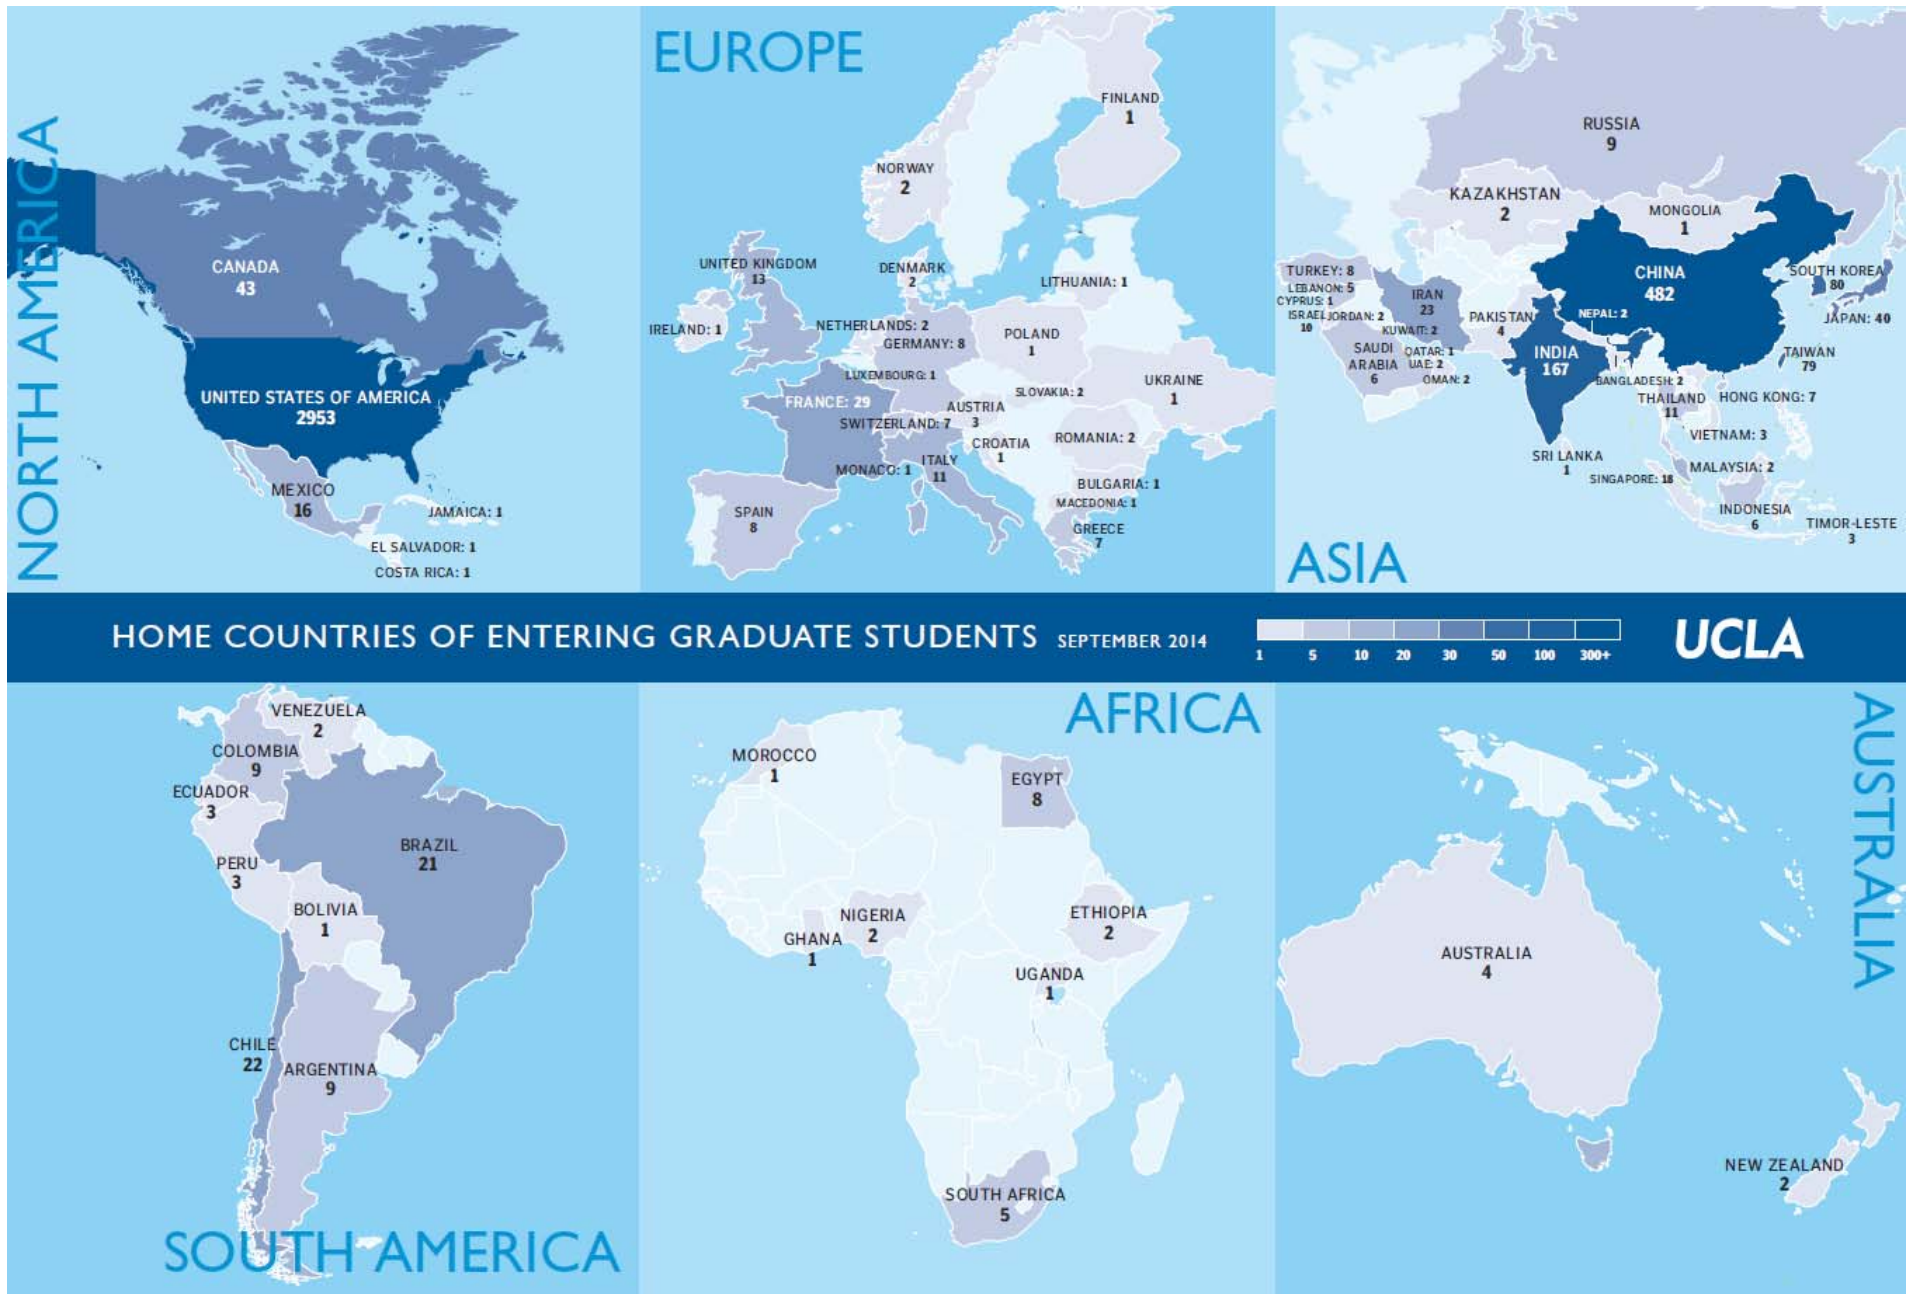 NORTH AMERICA
CANADA
43
UNITED STATES OF AMERICA
2953
MEXICO
16
JAMAICA: 1
EL SALVADOR: 1
COSTA RICA: 1
EUROPE
FINLAND
1
NORWAY
2
UNITED KINGDOM
13
DENMARK
2
LITHUANIA: 1
IRELAND: 1
NETHERLANDS: 2
GERMANY: 8
POLAND
1
LUXEMBOURG: 1
UKRAINE
1
SLOVAKIA: 2
FRANCE: 29
AUSTRIA
3
SWITZERLAND: 7
CROATIA
1
ROMANIA: 2
MONACO: 1
ITALY
11
BULGARIA: 1
MACEDONIA: 1
SPAIN
8
GREECE
7
ASIA
RUSSIA
9
KAZAKHSTAN
2
MONGOLIA
1
TURKEY: 8
LEBANON: 5
CYPRUS: 1
ISRAEL
10
JORDAN: 2
IRAN
23
KUWAIT: 2
PAKISTAN
4
NEPAL: 2
CHINA
482
SOUTH KOREA
80
JAPAN: 40
SAUDI
ARABIA
6
QATAR: 1
UAE: 2
OMAN: 2
INDIA
167
BANGLADESH: 2
TAIWAN
79
THAILAND
11
HONG KONG: 7
VIETNAM: 3
SRI LANKA
1
MALAYSIA: 2
SINGAPORE: 18
INDONESIA
6
TIMOR-LESTE
3
HOME COUNTRIES OF ENTERING GRADUATE STUDENTS SEPTEMBER 2014
1 5 10 20 30 50 100 300+
UCLA
VENEZUELA
2
COLOMBIA
9
ECUADOR
3
BRAZIL
21
PERU
3
BOLIVIA
1
CHILE
22
ARGENTINA
9
SOUTH AMERICA
AFRICA
MOROCCO
1
EGYPT
8
NIGERIA
2
GHANA
1
ETHIOPIA
2
UGANDA
1
SOUTH AFRICA
5
AUSTRALIA
AUSTRALIA
4
NEW ZEALAND
2